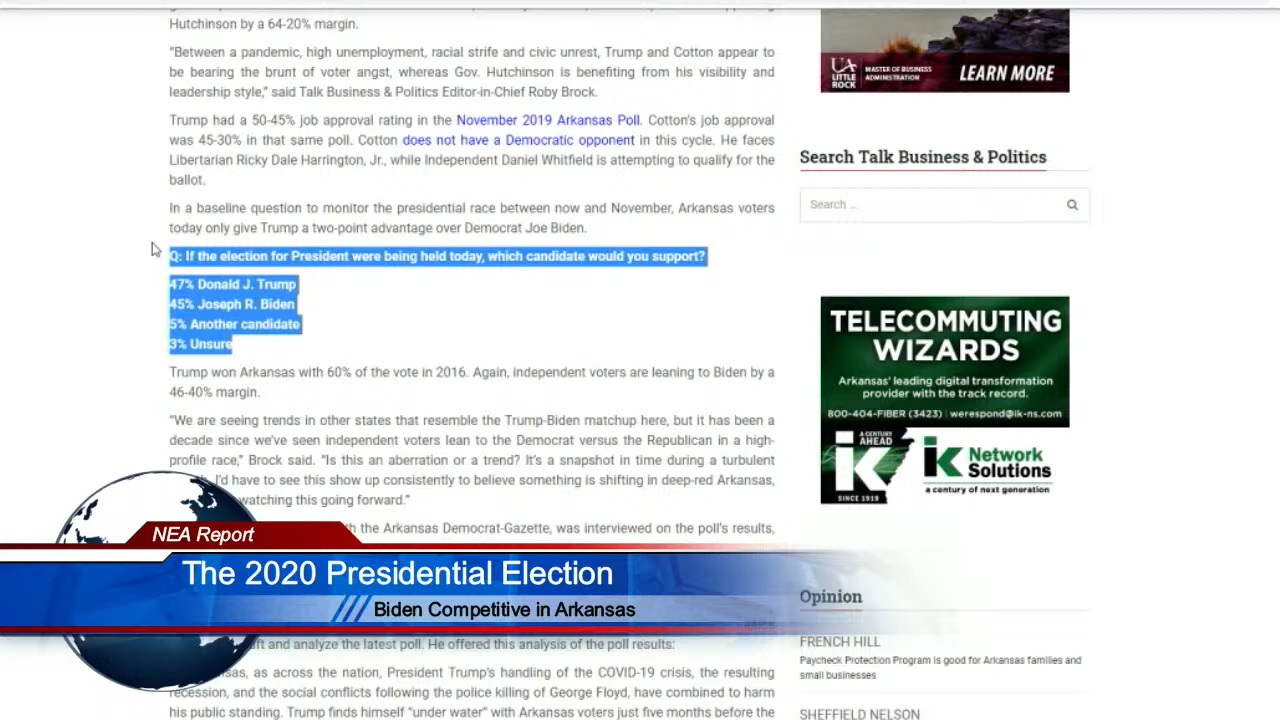 Hutchinson by a 64-20% margin.
“Between a pandemic, high unemployment, racial strife and civic unrest, Trump and Cotton appear to
be bearing the brunt of voter angst, whereas Gov. Hutchinson is benefiting from his visibility and
leadership style,” said Talk Business & Politics Editor-in-Chief Roby Brock.
Trump had a 50-45% job approval rating in the November 2019 Arkansas Poll. Cotton’s job approval
was 45-30% in that same poll. Cotton does not have a Democratic opponent in this cycle. He faces
Libertarian Ricky Dale Harrington, Jr., while Independent Daniel Whitfield is attempting to qualify for the
ballot.
In a baseline question to monitor the presidential race between now and November, Arkansas voters
today only give Trump a two-point advantage over Democrat Joe Biden.
Q: If the election for President were being held today, which candidate would you support?
47% Donald J. Trump
45% Joseph R. Biden
5% Another candidate
3% Unsure
Trump won Arkansas with 60% of the vote in 2016. Again, independent voters are leaning to Biden by a
46-40% margin.
“We are seeing trends in other states that resemble the Trump-Biden matchup here, but it has been a
decade since we’ve seen independent voters lean to the Democrat versus the Republican in a high-
profile race,” Brock said. “Is this an aberration or a trend? It’s a snapshot in time during a turbulent
I’d have to see this show up consistently to believe something is shifting in deep-red Arkansas,
watching this going forward.”
the Arkansas Democrat-Gazette, was interviewed on the poll’s results,
NEA Report
The 2020 Presidential Election
Biden Competitive in Arkansas
and analyze the latest poll. He offered this analysis of the poll results:
as across the nation, President Trump’s handling of the COVID-19 crisis, the resulting
recession, and the social conflicts following the police killing of George Floyd, have combined to harm
his public standing. Trump finds himself “under water” with Arkansas voters just five months before the
UA
LITTLE
ROCK
MASTER OF BUSINESS
ADMINISTRATION
LEARN MORE
Search Talk Business & Politics
Search ...
TELECOMMUTING
WIZARDS
Arkansas’ leading digital transformation
provider with the track record.
800-404-FIBER (3423) | werespond@ik-ns.com
A CENTURY
AHEAD
ik
SINCE 1919
ik Network
Solutions
a century of next generation
Opinion
FRENCH HILL
Paycheck Protection Program is good for Arkansas families and
small businesses
SHEFFIELD NELSON